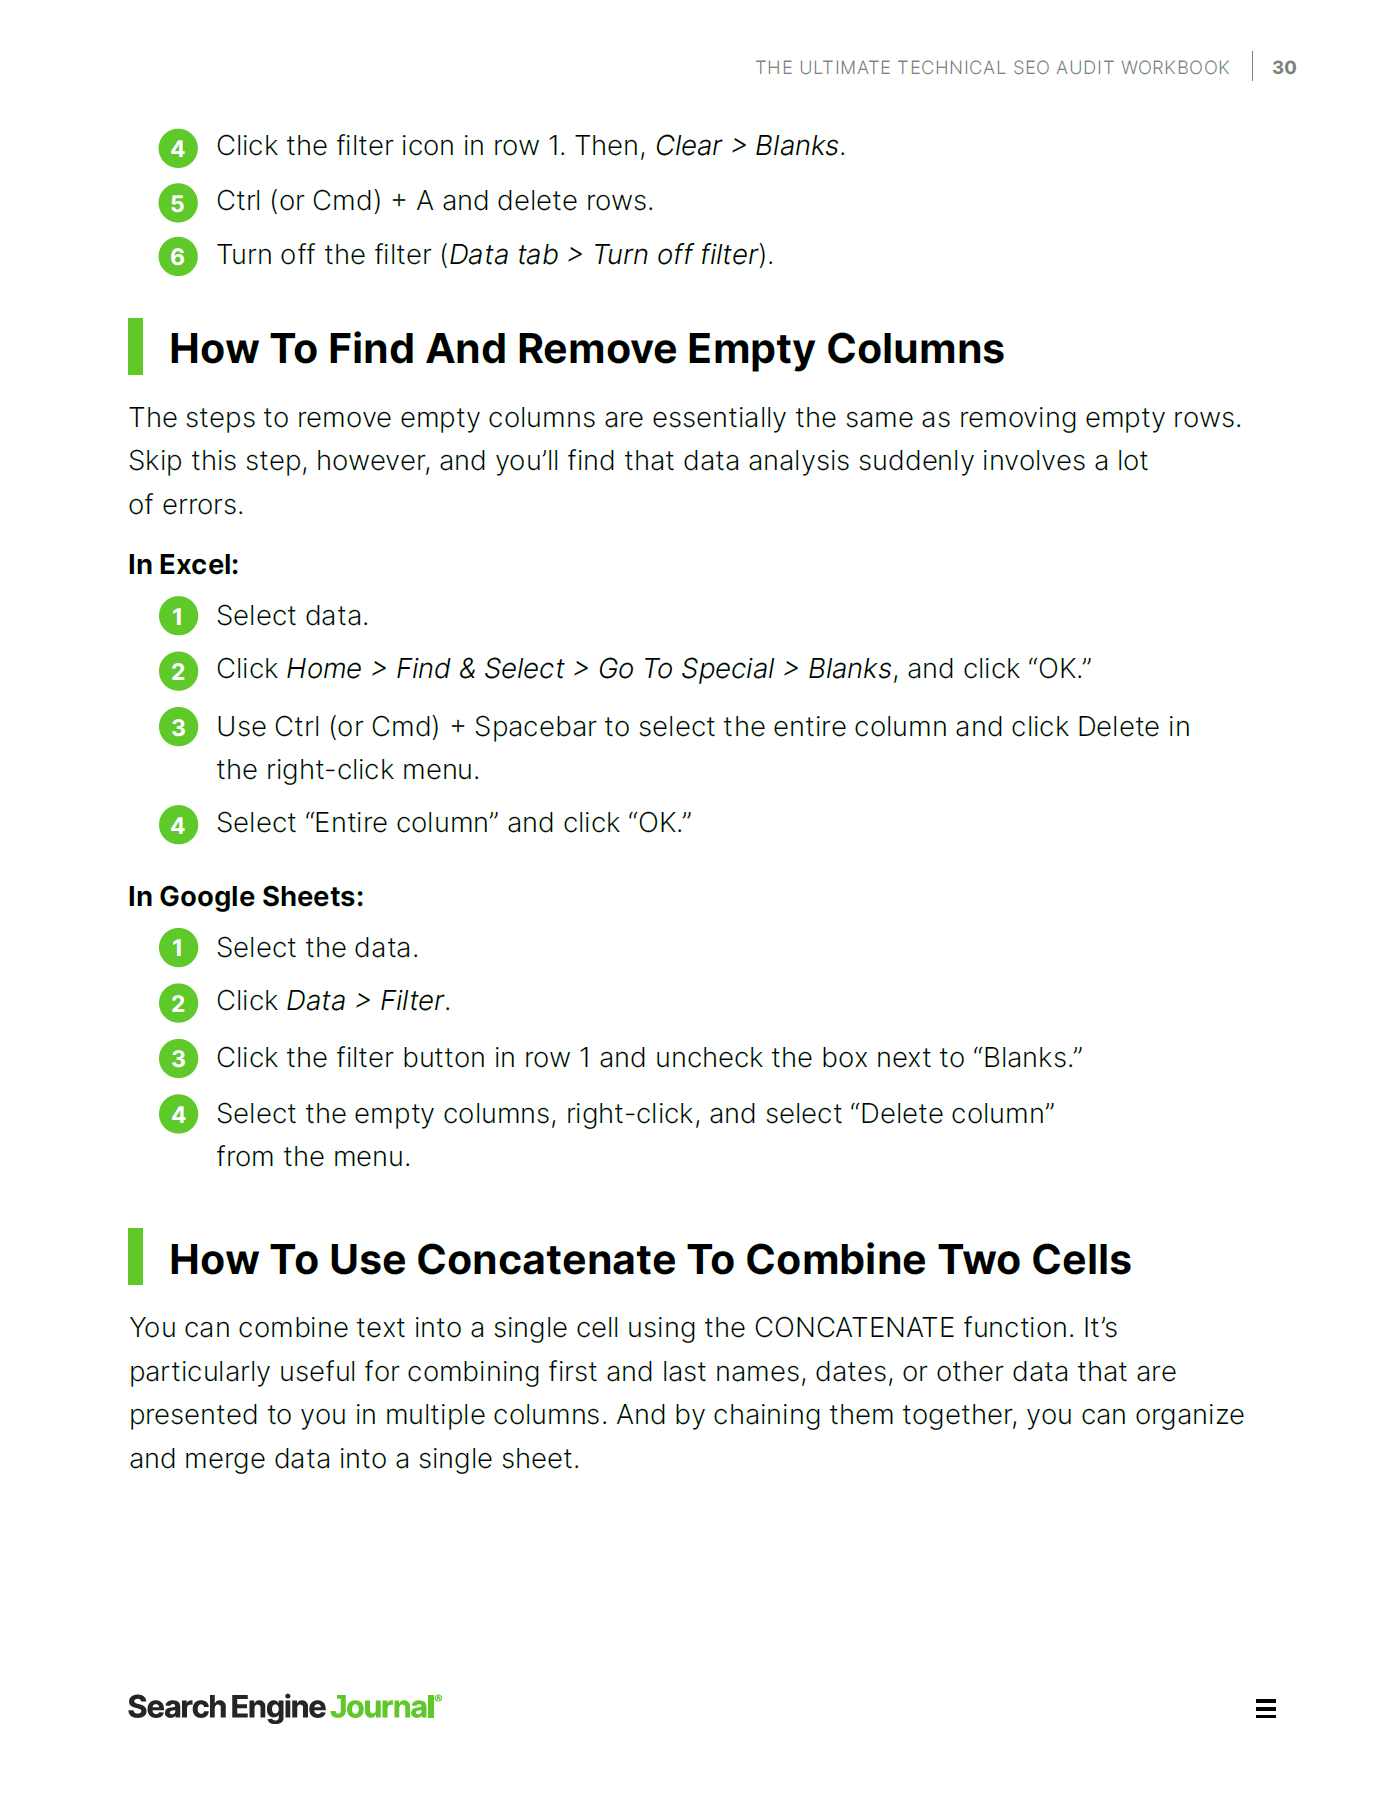 THE ULTIMATE TECHNICAL SEO AUDIT WORKBOOK 30
4 Click the filter icon in row 1. Then, Clear > Blanks.
5 Ctrl (or Cmd) + A and delete rows.
6 Turn off the filter (Data tab > Turn off filter).
How To Find And Remove Empty Columns
The steps to remove empty columns are essentially the same as removing empty rows.
Skip this step, however, and you’ll find that data analysis suddenly involves a lot
of errors.
In Excel:
1 Select data.
2 Click Home > Find & Select > Go To Special > Blanks, and click “OK.”
3 Use Ctrl (or Cmd) + Spacebar to select the entire column and click Delete in
the right-click menu.
4 Select “Entire column” and click “OK.”
In Google Sheets:
1 Select the data.
2 Click Data > Filter.
3 Click the filter button in row 1 and uncheck the box next to “Blanks.”
4 Select the empty columns, right-click, and select “Delete column”
from the menu.
How To Use Concatenate To Combine Two Cells
You can combine text into a single cell using the CONCATENATE function. It’s
particularly useful for combining first and last names, dates, or other data that are
presented to you in multiple columns. And by chaining them together, you can organize
and merge data into a single sheet.
Search Engine Journal®